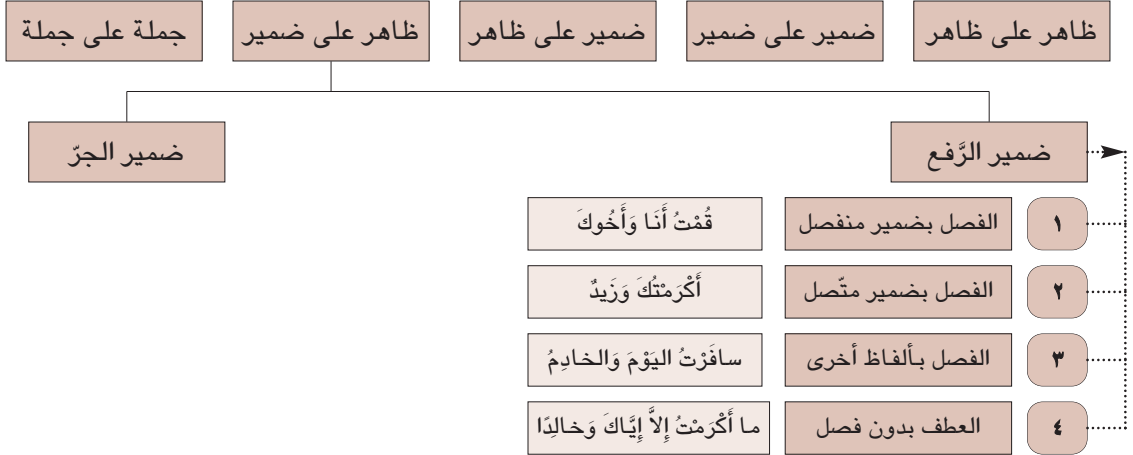 ظاهر على ظاهر
ضمير على ضمير
ضمير على ظاهر
ظاهر على ضمير
جملة على جملة
ضمير الرَّفع
ضمير الجرّ
١ الفصل بضمير منفصل قُمْتُ أَنَا وَأَخُوكَ
٢ الفصل بضمير متّصل أَكْرَمْتُكَ وَزَيدٌ
٣ الفصل بألفاظ أخرى سافَرْتُ اليَوْمَ وَالخادِمُ
٤ العطف بدون فصل ما أَكْرَمْتُ إِلاَّ إِيَّاكَ وَخالِدًا